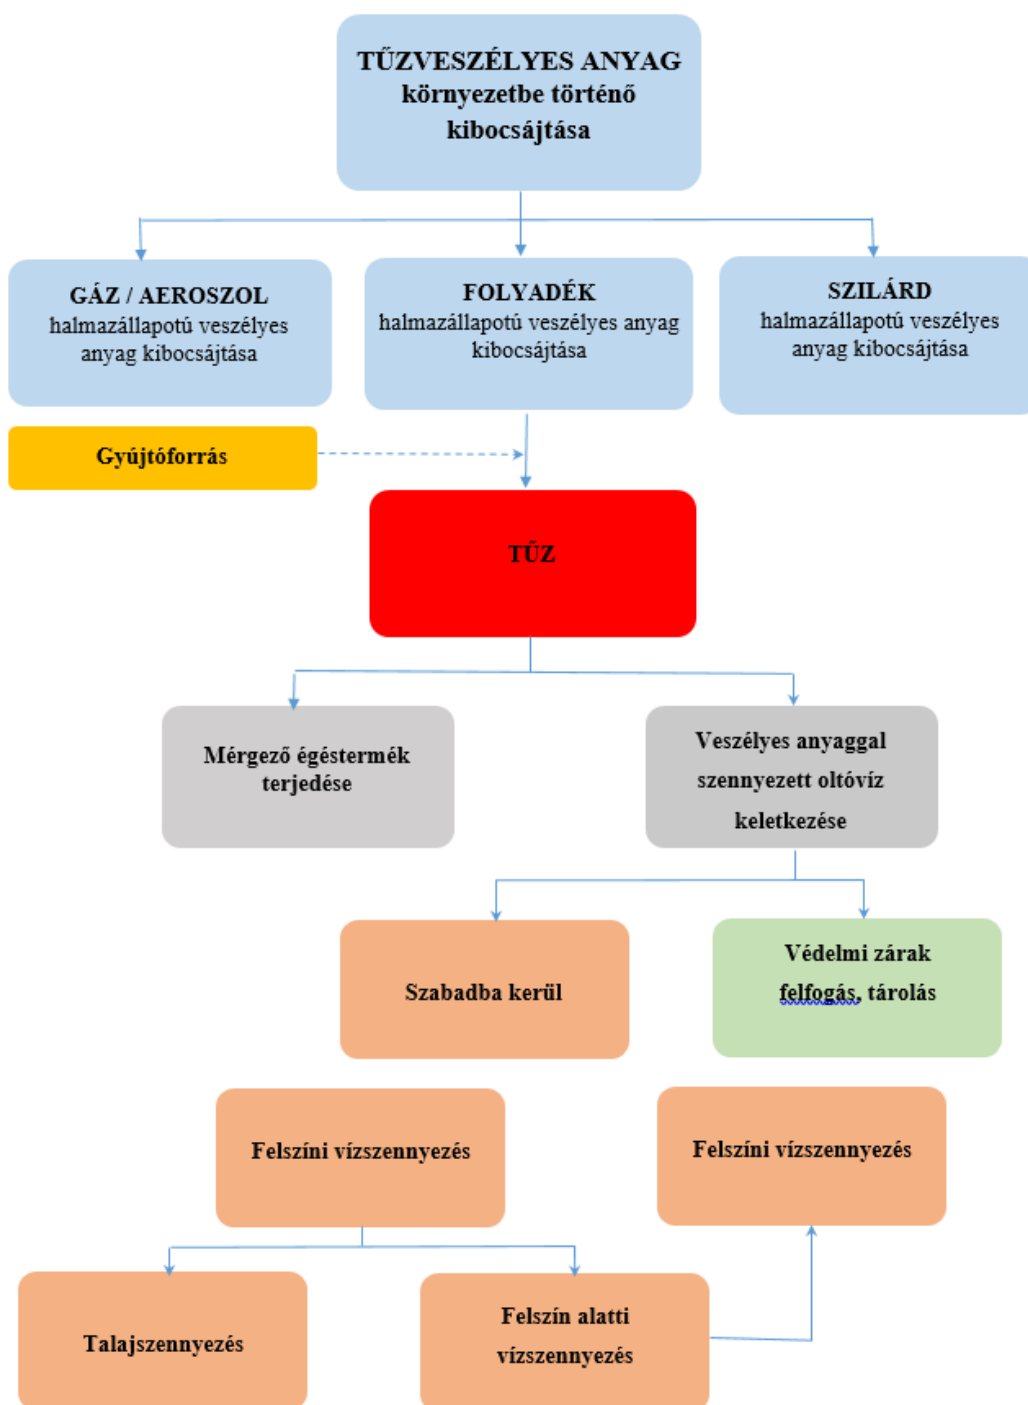 TŰZVESZÉLYES ANYAG
környezetbe történő
kibocsájtása
GÁZ / AEROSZOL
halmazállapotú veszélyes
anyag kibocsájtása
FOLYADÉK
halmazállapotú veszélyes anyag
kibocsájtása
SZILÁRD
halmazállapotú veszélyes
anyag kibocsájtása
Gyújtóforrás
TŰZ
Mérgező égéstermék
terjedése
Veszélyes anyaggal
szennyezett oltóvíz
keletkezése
Szabadba kerül
Védelmi zárak
felfogás, tárolás
Felszíni vízszennyezés
Felszíni vízszennyezés
Talajszennyezés
Felszín alatti
vízszennyezés